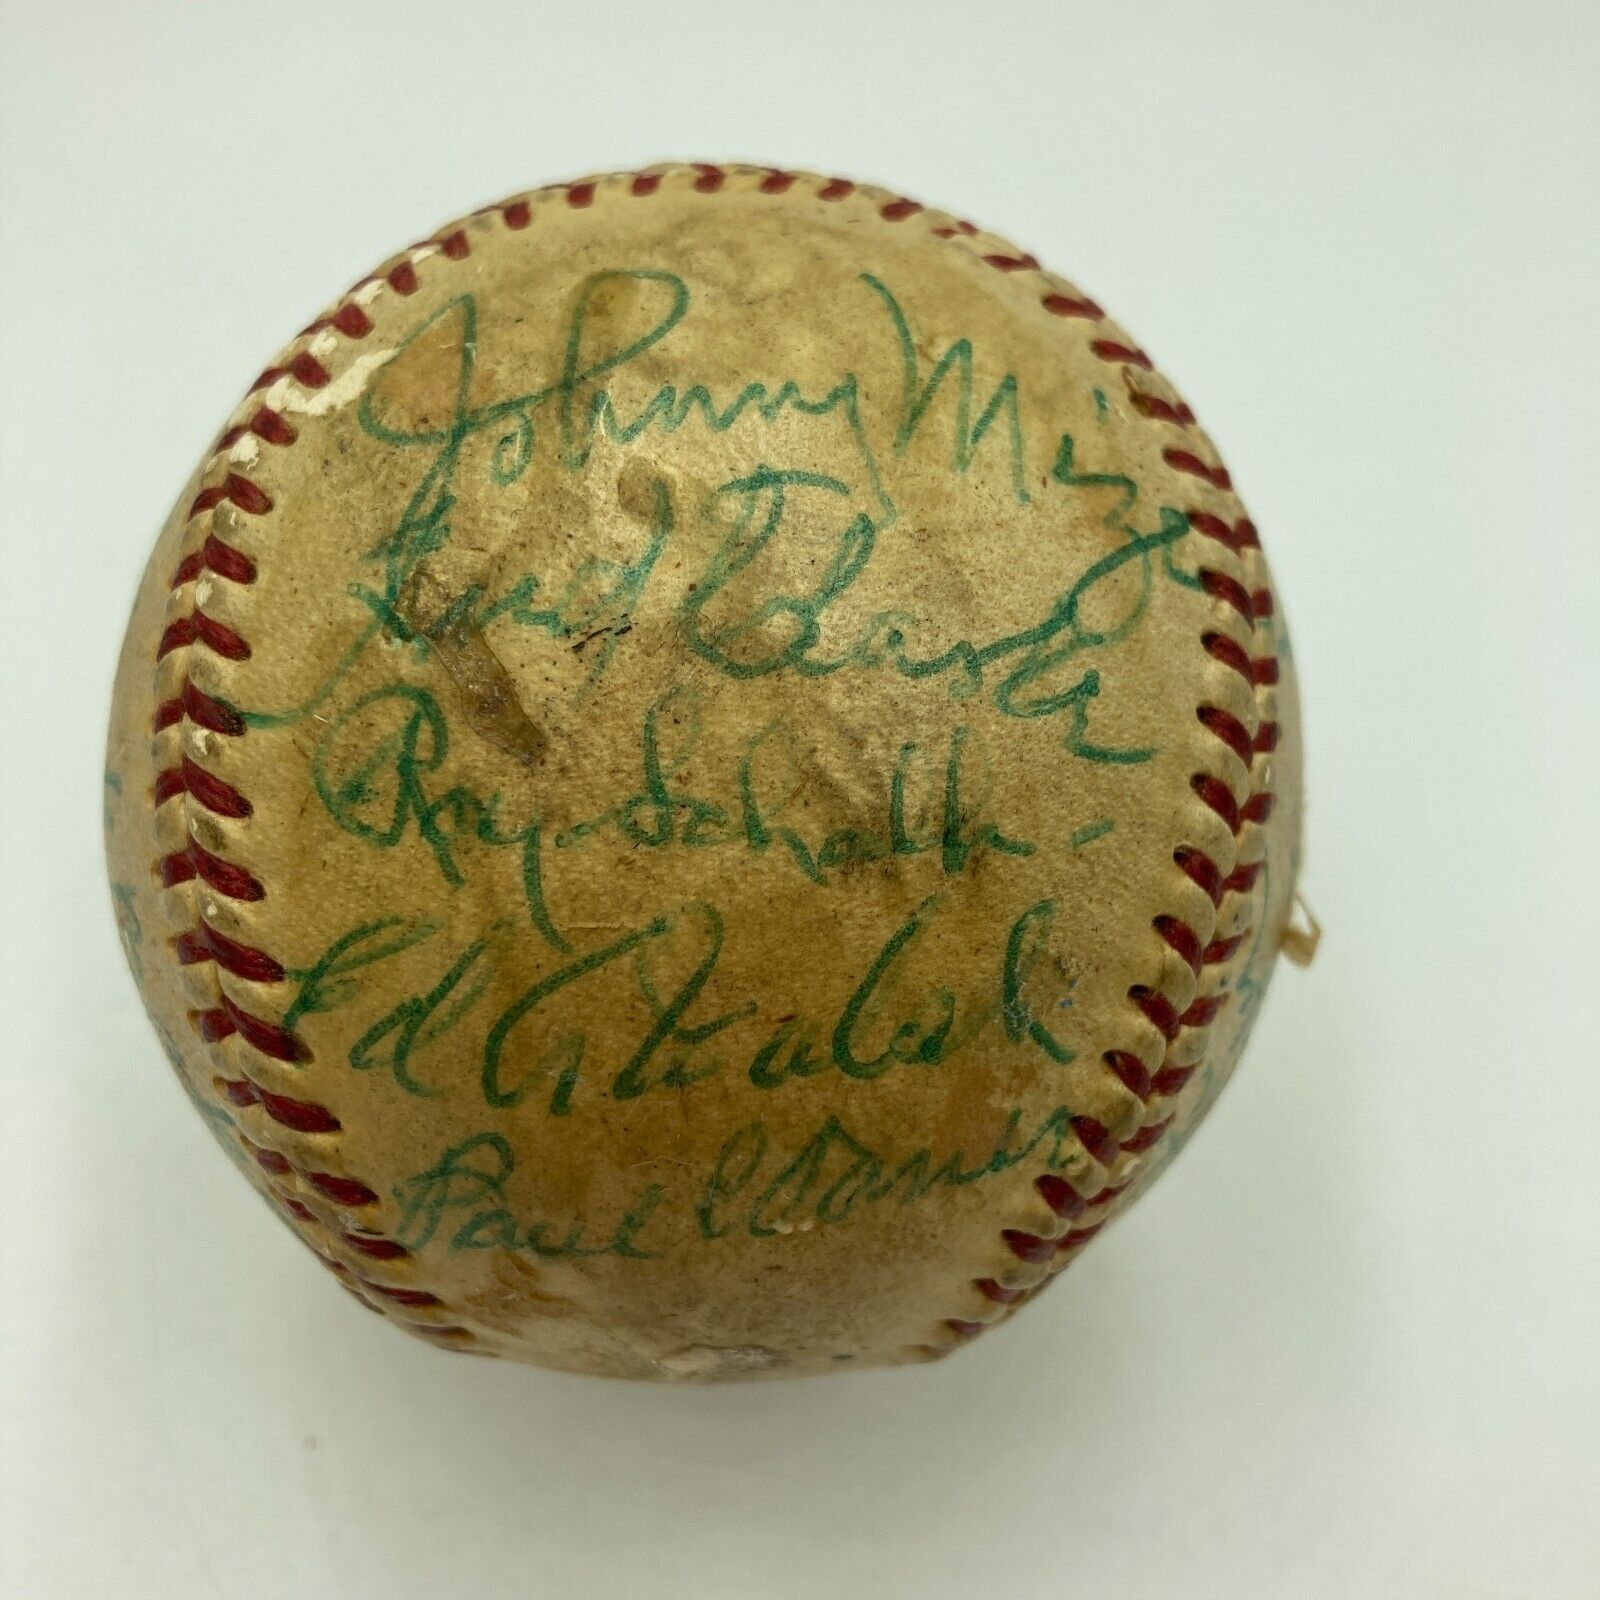 Johnny Mize
Fred Clarke
Ray Schalk
Ed A Walsh
Paul Waner